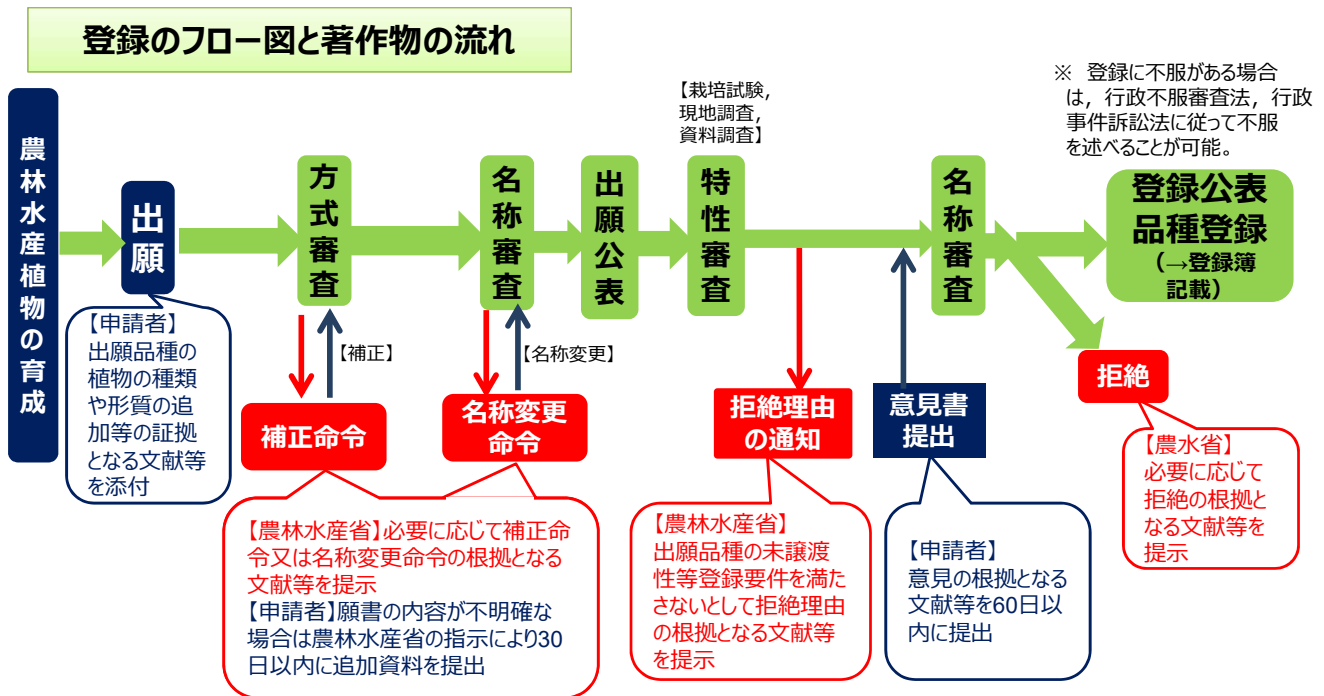 登録のフロー図と著作物の流れ
農林水産植物の育成
出願
【申請者】
出願品種の
植物の種類
や形質の追
加等の証拠
となる文献等
を添付
方式審査
【補正】
補正命令
名称審査
【名称変更】
名称変更
命令
【農林水産省】必要に応じて補正命
令又は名称変更命令の根拠となる
文献等を提示
【申請者】願書の内容が不明確な
場合は農林水産省の指示により30
日以内に追加資料を提出
出願公表
【栽培試験,
現地調査,
資料調査】
特性審査
拒絶理由
の通知
【農林水産省】
出願品種の未譲渡
性等登録要件を満た
さないとして拒絶理由
の根拠となる文献等
を提示
意見書
提出
【申請者】
意見の根拠となる
文献等を60日以
内に提出
名称審査
※ 登録に不服がある場合
は，行政不服審査法，行政
事件訴訟法に従って不服
を述べることが可能。
登録公表
品種登録
（→登録簿
記載）
拒絶
【農水省】
必要に応じて
拒絶の根拠と
なる文献等を
提示